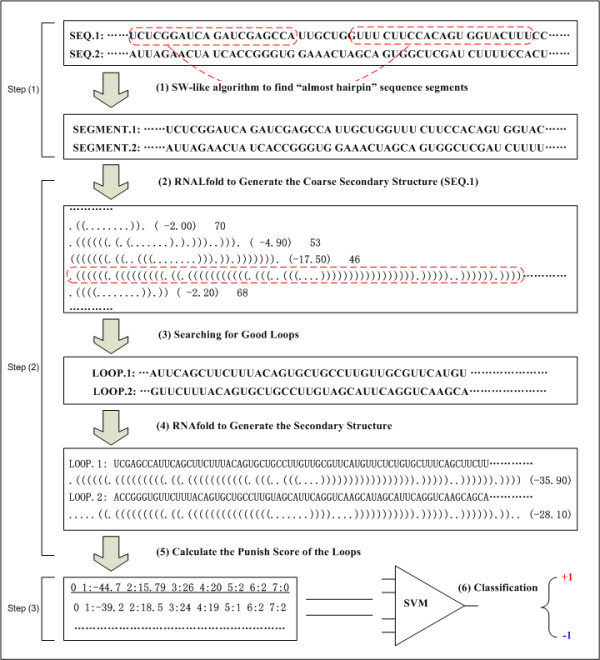 SEQ.1: ······UCUCGGAUCA GAUCGAGCCA UUGCUGGUUUC UUCCACAGUG GGUACUUUCC
SEQ.2: ······AUUAGAACUA UCACCGGGUG GAAACUAGCA GUGGCUCGAU CUUUUCCACU
Step (1)
(1) SW-like algorithm to find “almost hairpin” sequence segments
SEGMENT.1: ······UCUCGGAUCA GAUCGAGCCA UUGCUGGUUU CUUCCACAGU GGUAC······
SEGMENT.2: ······AUUAGAACUA UCACCGGGUG GAAACUAGCA GUGGCUCGAU CUUUU······
(2) RNALfold to Generate the Coarse Secondary Structure (SEQ.1)
············
.((........)). ( -2.00) 70
.((((((.(.(.......).).)))..))). ( -4.90) 53
(((((((.((..(((........))).)).))))))). (-17.50) 46
.((((........)).)) ( -2.20) 68
············
Step (2)
(3) Searching for Good Loops
LOOP.1: ···AUUCAGCUUCUUUACAGUGCUGCCUUGUUGCGUUCAUGU ··················
LOOP.2: ···GUUCUUUACAGUGCUGCCUUGUAGCAUUCAGGUCAAGCA··················
(4) RNAfold to Generate the Secondary Structure
LOOP.1: UCGAGCCAUUCAGCUUCUUUACAGUGCUGCCUUGUUGCGUUCAUGUUCUCUGUGCUUUCAGCUUCUU············
(-35.90)
LOOP.2: ACCGGGUGUUCUUUACAGUGCUGCCUUGUAGCAUUCAGGUCAAGCAUAGCAUUCAGGUCAAGCAGCA············
(-28.10)
(5) Calculate the Punish Score of the Loops
Step (3)
0 1:-44.7 2:15.79 3:26 4:20 5:2 6:2 7:0
0 1:-39.2 2:18.5 3:24 4:19 5:1 6:2 7:2
SVM
(6) Classification
+1
-1